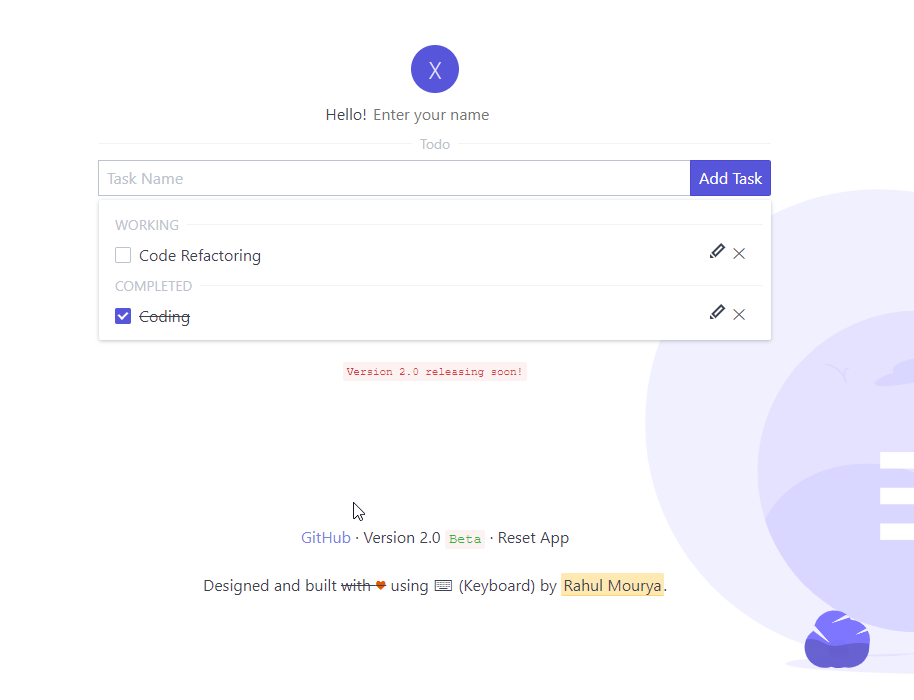 X
Hello! Enter your name
Todo
Task Name Add Task
WORKING
Code Refactoring
COMPLETED
Coding
Version 2.0 releasing soon!
GitHub · Version 2.0 Beta · Reset App
Designed and built with ❤ using ⌨ (Keyboard) by Rahul Mourya.